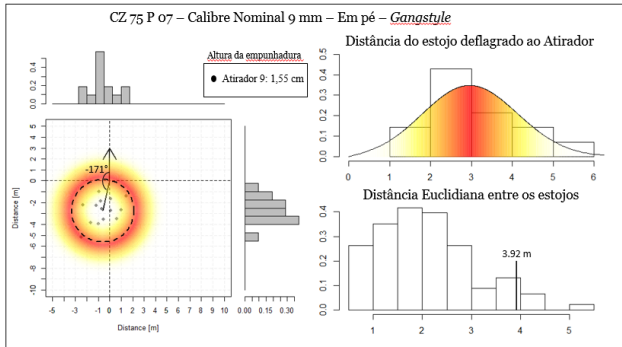 CZ 75 P 07 – Calibre Nominal 9 mm – Em pé – Gangstyle
Altura da empunhadura
● Atirador 9: 1,55 cm
0.0 0.2 0.4
5 4 3 2 1 0 -1 -2 -3 -4 -5 -6 -8 -10
Distance [m]
-171°
-5 -3 -1 0 1 2 3 4 5 6 7 8 9 10
Distance [m]
0.00 0.15 0.30
Distância do estojo deflagrado ao Atirador
0.0 0.1 0.2 0.3 0.4 0.5
0 1 2 3 4 5 6
Distância Euclidiana entre os estojos
0.0 0.1 0.2 0.3 0.4
3.92 m
1 2 3 4 5